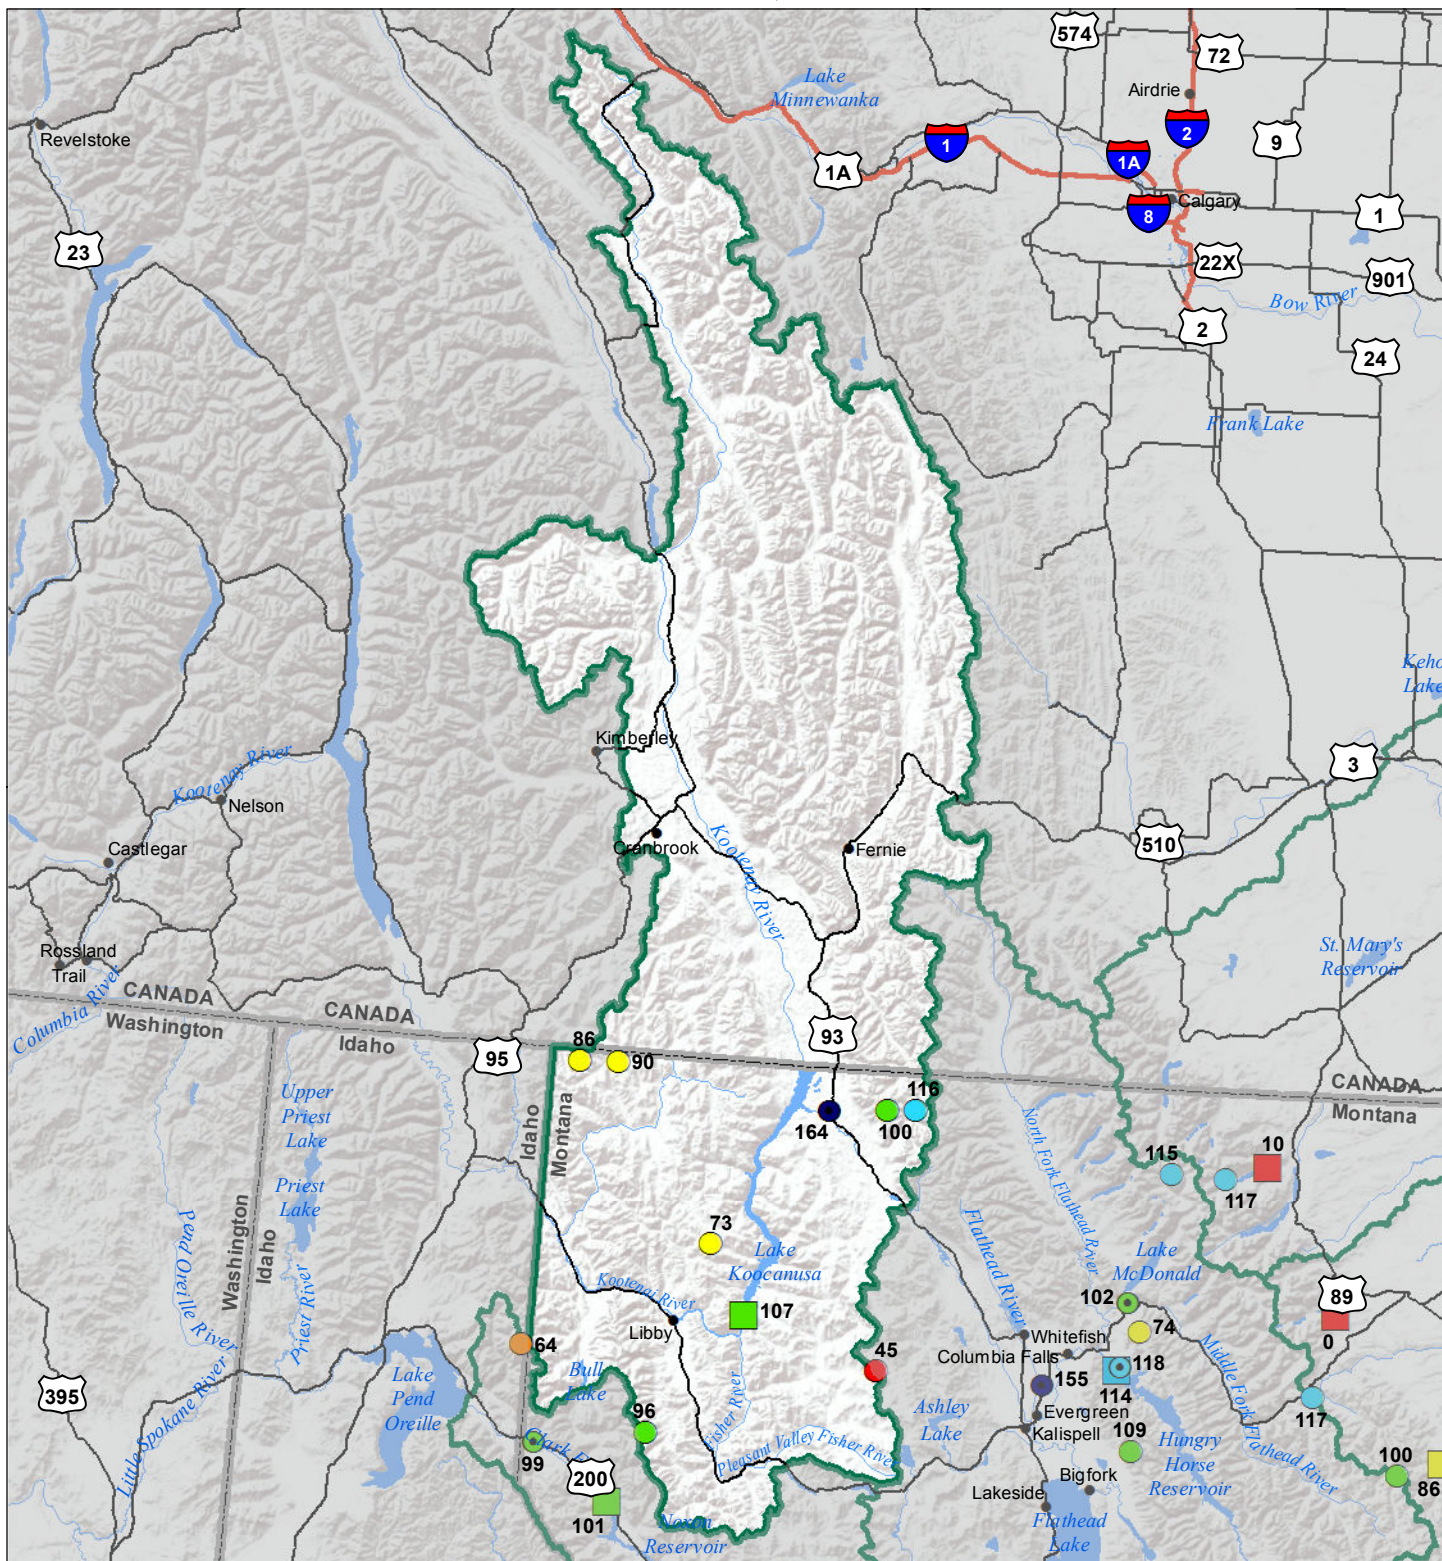 574
72
Lake
Minnewanka
Airdrie
Revelstoke
2
1
9
1A
1A
8
Calgary
1
23
22X
901
Bow River
2
24
Frank Lake
Keho
Lake
Kimberley
3
Kootenay River
Nelson
Cranbrook
Kootenay River
Fernie
510
Castlegar
Rossland
Trail
St. Mary's
Reservoir
Columbia River
CANADA
Washington
CANADA
Idaho
95
86
90
93
CANADA
Montana
Upper
Priest
Lake
Idaho
Montana
164
100
116
North Fork Flathead River
115
10
117
Priest
Lake
Pend Oreille River
Washington
Idaho
Priest River
73
Lake
Koocanusa
Flathead River
Lake
McDonald
Kootenai River
107
102
89
Libby
64
Whitefish
74
0
Columbia Falls
Middle Fork Flathead River
45
118
114
155
Bull
Lake
Lake
Pend
Oreille
395
Little Spokane River
117
Ashley
Lake
Evergreen
Kalispell
96
Fisher River
Pleasant Valley Fisher River
109
Clark
99
200
Hungry
Horse
Reservoir
100
86
Bigfork
Lakeside
101
Noxon
Reservoir
Flathead
Lake